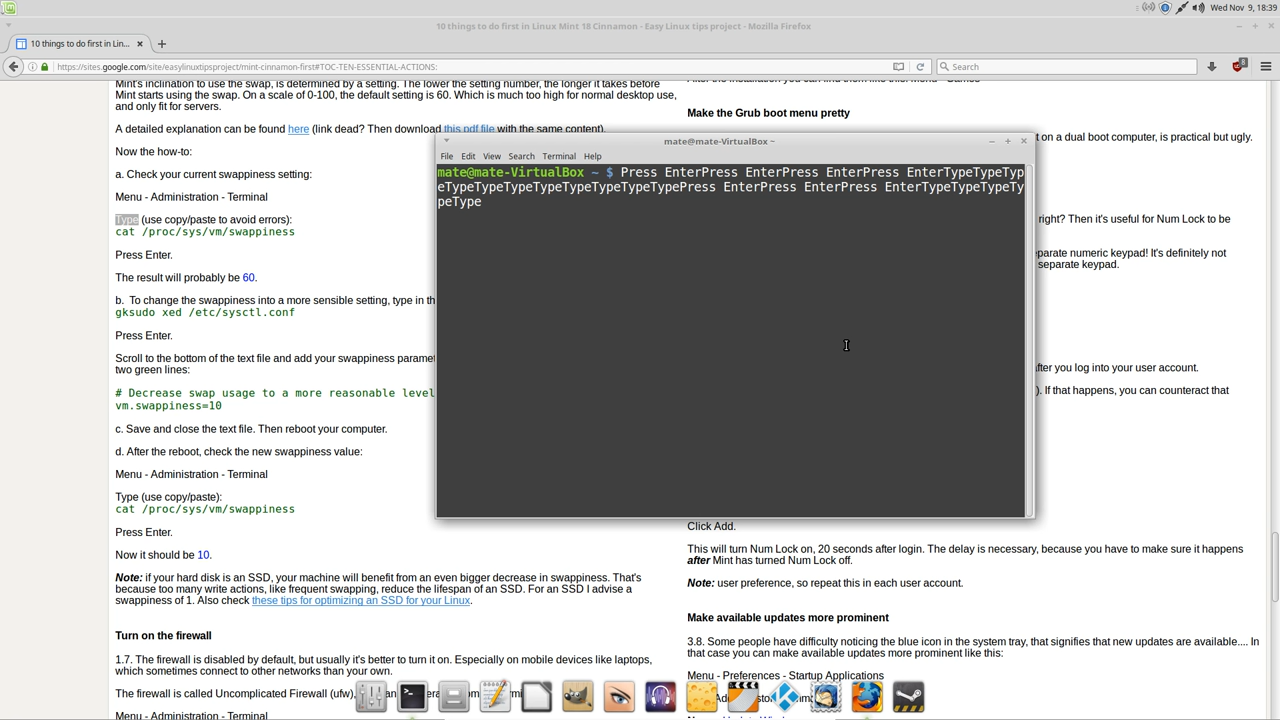 Wed Nov 9, 18:39
10 things to do first in Linux Mint 18 Cinnamon - Easy Linux tips project - Mozilla Firefox
10 things to do first in Lin...
https://sites.google.com/site/easylinuxtipsproject/mint-cinnamon-first#TOC-TEN-ESSENTIAL-ACTIONS:
Search
Mint's inclination to use the swap, is determined by a setting. The lower setting number, the longer it takes before
Mint starts using the swap. On a scale of 0-100, the default setting is 60. Which is much too high for normal desktop use,
and only fit for servers.
A detailed explanation can be found here (link dead? Then download this pdf file with the same content).
Now the how-to:
a. Check your current swappiness setting:
Menu - Administration - Terminal
Type (use copy/paste to avoid errors):
cat /proc/sys/vm/swappiness
Press Enter.
The result will probably be 60.
b. To change the swappiness into a more sensible setting, type in th
gksudo xed /etc/sysctl.conf
Press Enter.
Scroll to the bottom of the text file and add your swappiness paramet
two green lines:
# Decrease swap usage to a more reasonable level
vm.swappiness=10
c. Save and close the text file. Then reboot your computer.
d. After the reboot, check the new swappiness value:
Menu - Administration - Terminal
Type (use copy/paste):
cat /proc/sys/vm/swappiness
Press Enter.
Now it should be 10.
Note: if your hard disk is an SSD, your machine will benefit from an even bigger decrease in swappiness. That's
because too many write actions, like frequent swapping, reduce the lifespan of an SSD. For an SSD I advise a
swappiness of 1. Also check these tips for optimizing an SSD for your Linux.
Turn on the firewall
1.7. The firewall is disabled by default, but usually it's better to turn it on. Especially on mobile devices like laptops,
which sometimes connect to other networks than your own.
The firewall is called Uncomplicated Firewall (ufw).
Menu - Administration - Terminal
mate@mate-VirtualBox ~
File Edit View Search Terminal Help
mate@mate-VirtualBox ~ $ Press EnterPress EnterPress EnterPress EnterTypeTypeTyp
eTypeTypeTypeTypeTypeTypeTypeTypePress EnterPress EnterPress EnterTypeTypeTypeTy
peType
Make the Grub boot menu pretty
t on a dual boot computer, is practical but ugly.
right? Then it's useful for Num Lock to be
parate numeric keypad! It's definitely not
separate keypad.
fter you log into your user account.
). If that happens, you can counteract that
Click Add.
This will turn Num Lock on, 20 seconds after login. The delay is necessary, because you have to make sure it happens
after Mint has turned Num Lock off.
Note: user preference, so repeat this in each user account.
Make available updates more prominent
3.8. Some people have difficulty noticing the blue icon in the system tray, that signifies that new updates are available.... In
that case you can make available updates more prominent like this:
Menu - Preferences - Startup Applications